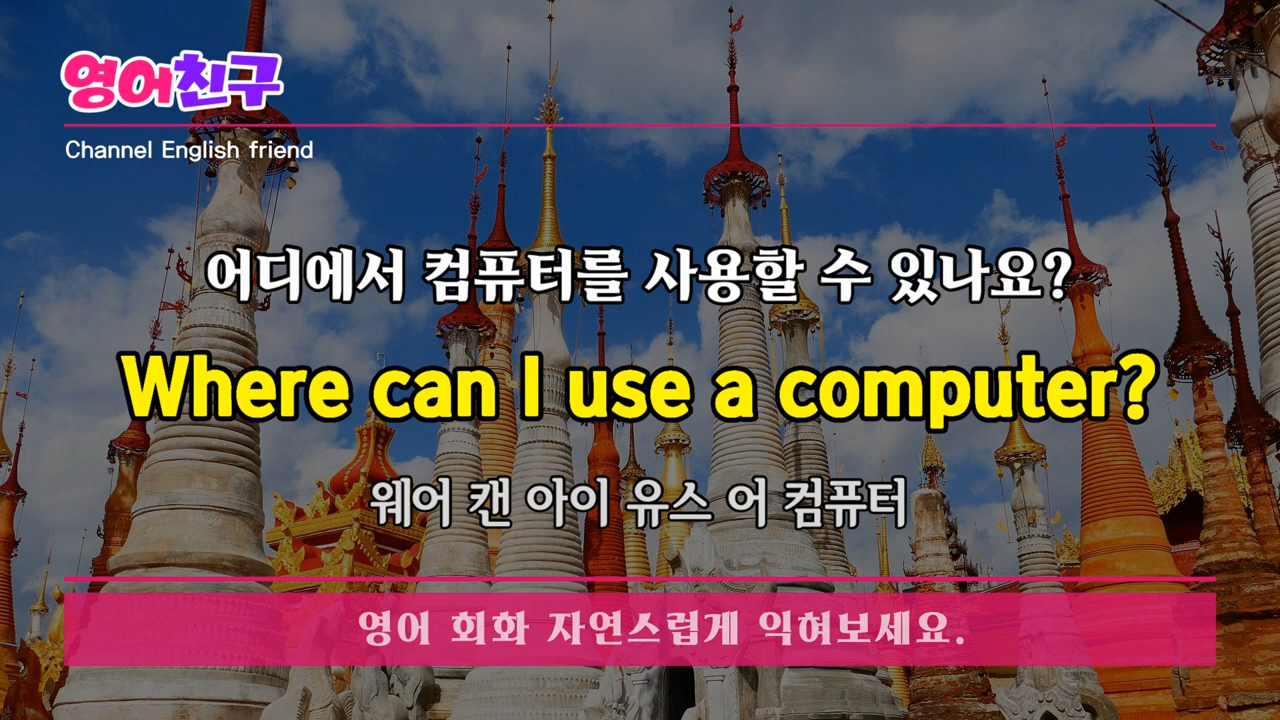 영어친구
Channel English friend
어디에서 컴퓨터를 사용할 수 있나요?
Where can I use a computer?
웨어 캔 아이 유스 어 컴퓨터
영어 회화 자연스럽게 익혀보세요.